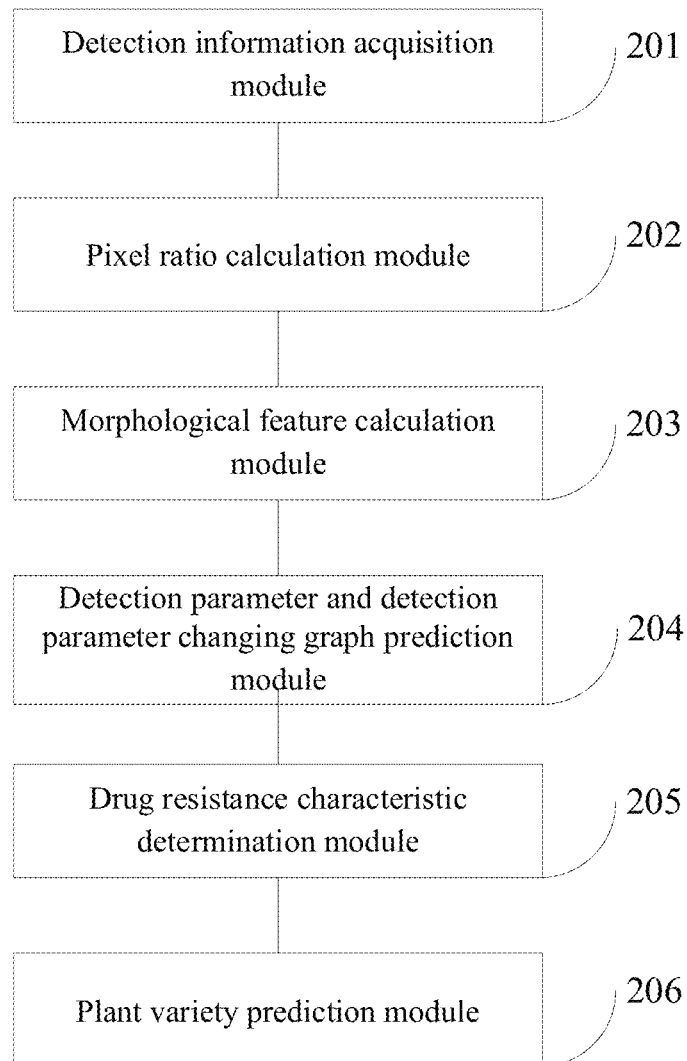 Detection information acquisition
module
201
Pixel ratio calculation module
202
Morphological feature calculation
module
203
Detection parameter and detection
parameter changing graph prediction
module
204
Drug resistance characteristic
determination module
205
Plant variety prediction module
206